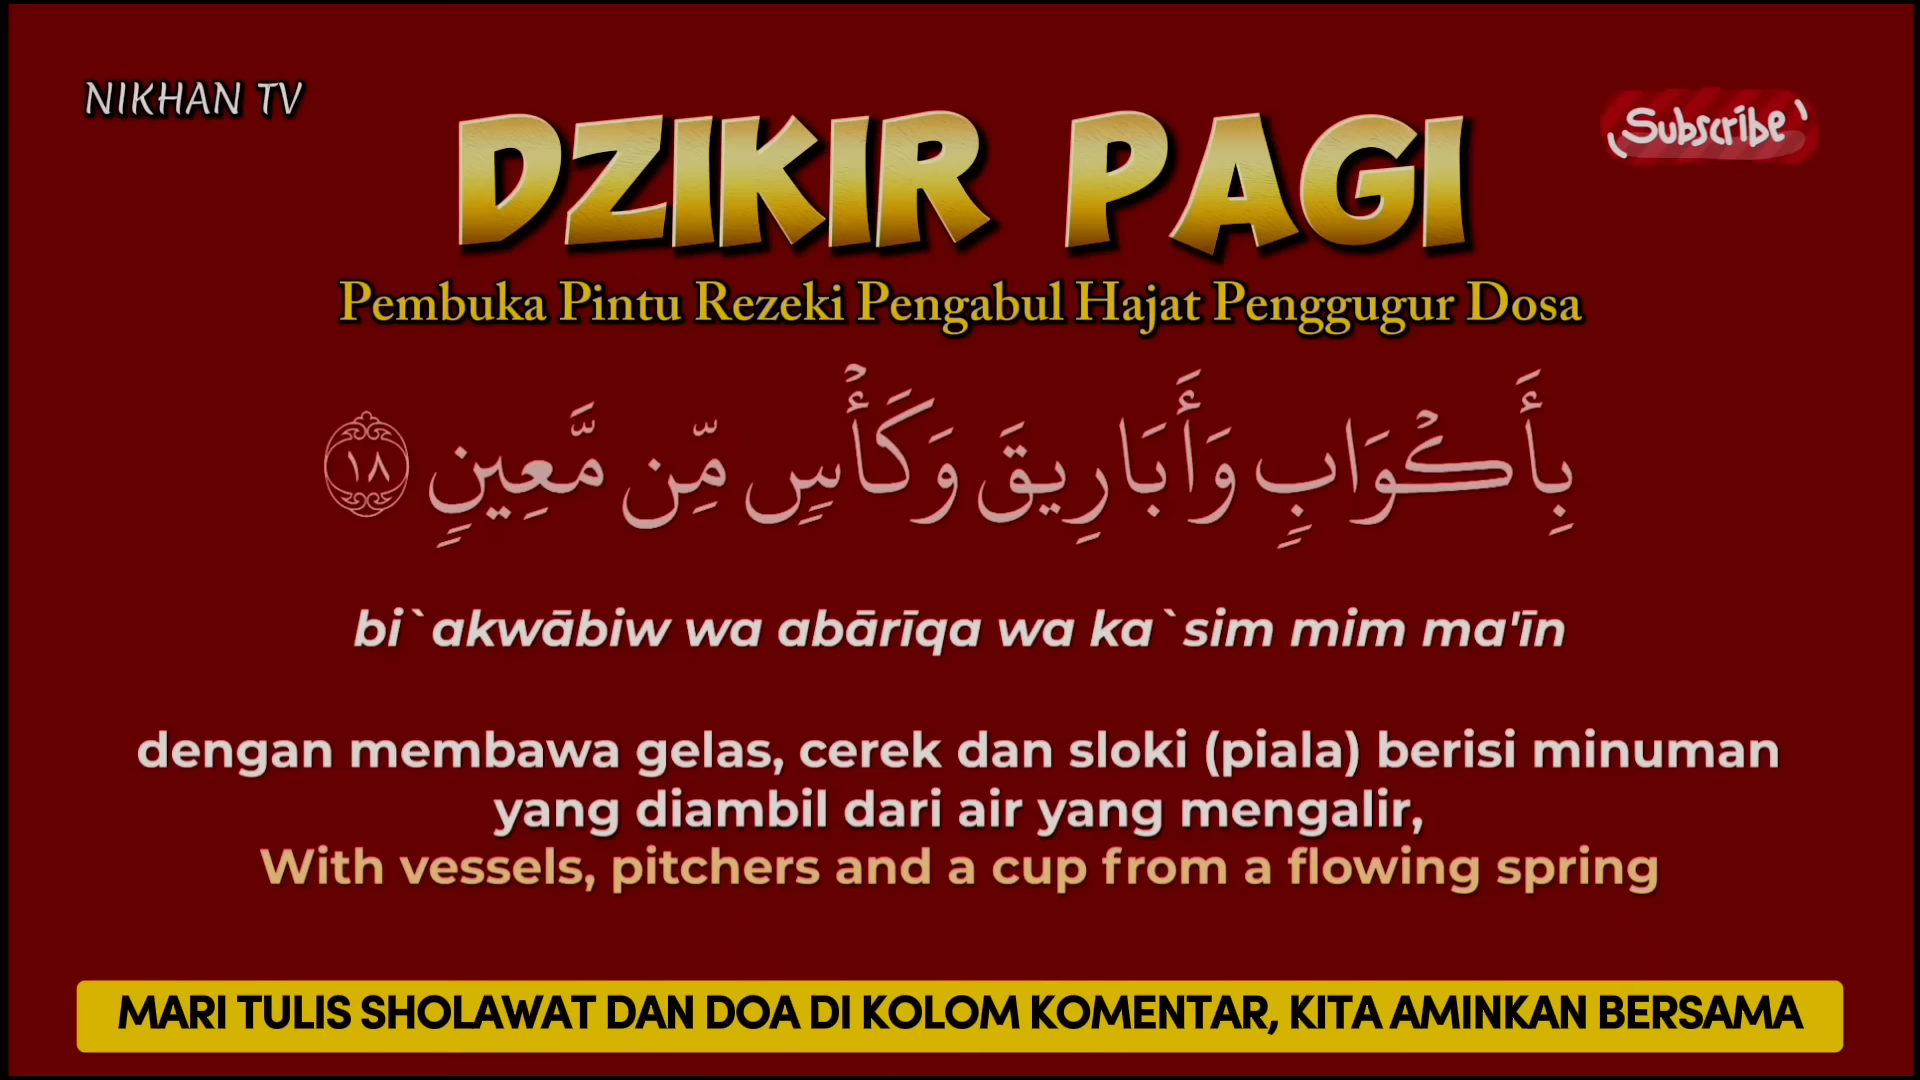 NIKHAN TV
Subscribe
DZIKIR PAGI
Pembuka Pintu Rezeki Pengabul Hajat Penggugur Dosa
بِأَكۡوَابٖ وَأَبَارِيقَ وَكَأۡسٖ مِّن مَّعِينٖ ١٨
bi`akwābiw wa abārīqa wa ka`sim mim ma'īn
dengan membawa gelas, cerek dan sloki (piala) berisi minuman
yang diambil dari air yang mengalir,
With vessels, pitchers and a cup from a flowing spring
MARI TULIS SHOLAWAT DAN DOA DI KOLOM KOMENTAR, KITA AMINKAN BERSAMA